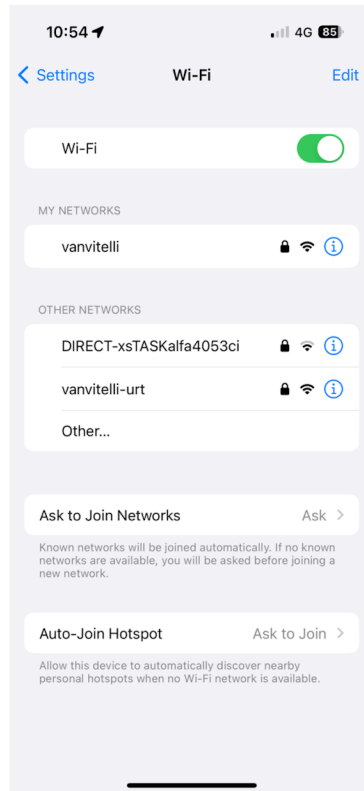 10:54 4G 85
Settings Wi-Fi Edit
Wi-Fi
MY NETWORKS
vanvitelli
OTHER NETWORKS
DIRECT-xsTASKalfa4053ci
vanvitelli-urt
Other...
Ask to Join Networks Ask
Known networks will be joined automatically. If no known
networks are available, you will be asked before joining a
new network.
Auto-Join Hotspot Ask to Join
Allow this device to automatically discover nearby
personal hotspots when no Wi-Fi network is available.